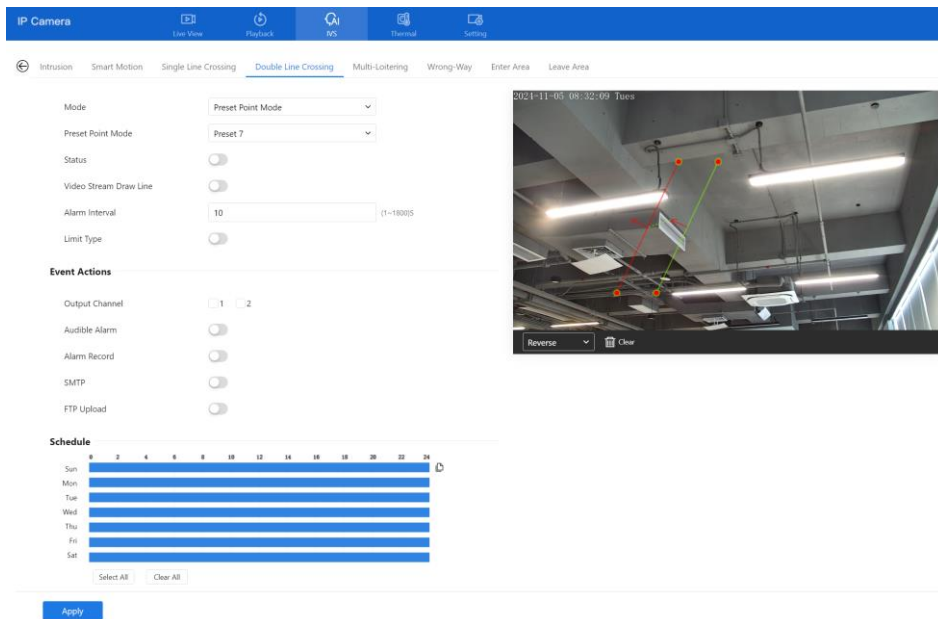 IP Camera
Live View
Playback
AI
IVS
Thermal
Setting
Intrusion Smart Motion Single Line Crossing Double Line Crossing Multi-Loitering Wrong-Way Enter Area Leave Area
Mode Preset Point Mode
Preset Point Mode Preset 7
Status
Video Stream Draw Line
Alarm Interval 10 (1~1800)S
Limit Type
Event Actions
Output Channel 1 2
Audible Alarm
Alarm Record
SMTP
FTP Upload
2024-11-05 08:32:09 Tues
Reverse Clear
Schedule
0 2 4 6 8 10 12 14 16 18 20 22 24
Sun
Mon
Tue
Wed
Thu
Fri
Sat
Select All Clear All
Apply